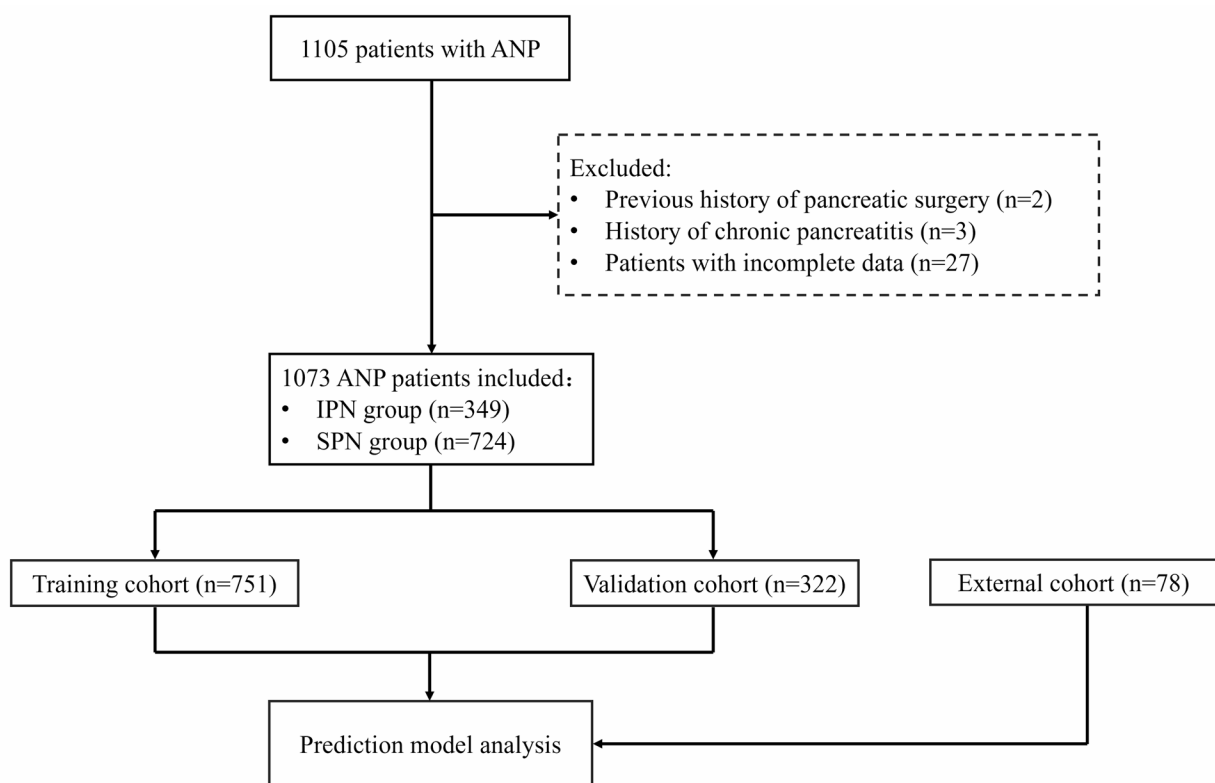 1105 patients with ANP
Excluded:
• Previous history of pancreatic surgery (n=2)
• History of chronic pancreatitis (n=3)
• Patients with incomplete data (n=27)
1073 ANP patients included：
• IPN group (n=349)
• SPN group (n=724)
Training cohort (n=751)
Validation cohort (n=322)
External cohort (n=78)
Prediction model analysis